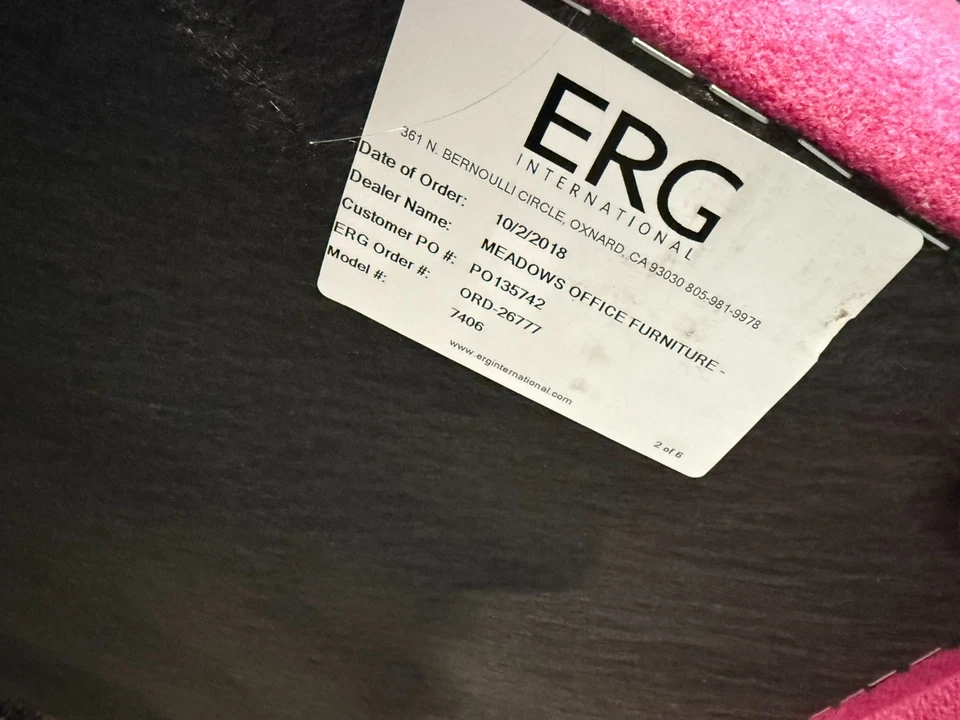 ERG
INTERNATIONAL
361 N. BERNOULLI CIRCLE, OXNARD, CA 93030 805-981-9978
Date of Order: 10/2/2018
Dealer Name: MEADOWS OFFICE FURNITURE -
Customer PO #: PO135742
ERG Order #: ORD-26777
Model #: 7406
www.erginternational.com
2 of 6